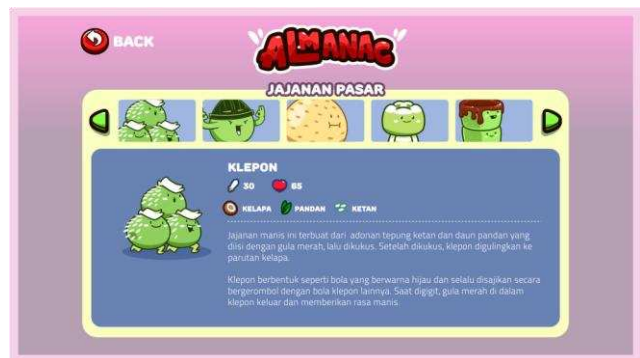 BACK
ALMANAC
JAJANAN PASAR
KLEPON
30 65
KELAPA PANDAN KETAN
Jajanan manis ini terbuat dari adonan tepung ketan dan daun pandan yang
diisi dengan gula merah, lalu dikukus. Setelah dikukus, klepon digulingkan ke
parutan kelapa.
Klepon berbentuk seperti bola yang berwarna hijau dan selalu disajikan secara
bergerombol dengan bola klepon lainnya. Saat digigit, gula merah di dalam
klepon keluar dan memberikan rasa manis.